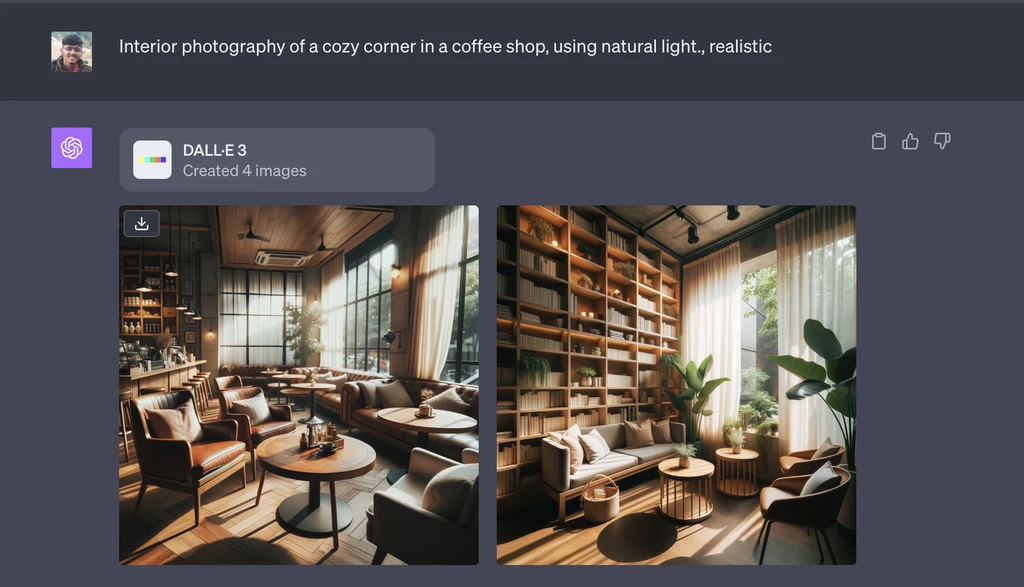 Interior photography of a cozy corner in a coffee shop, using natural light., realistic
DALL·E 3
Created 4 images